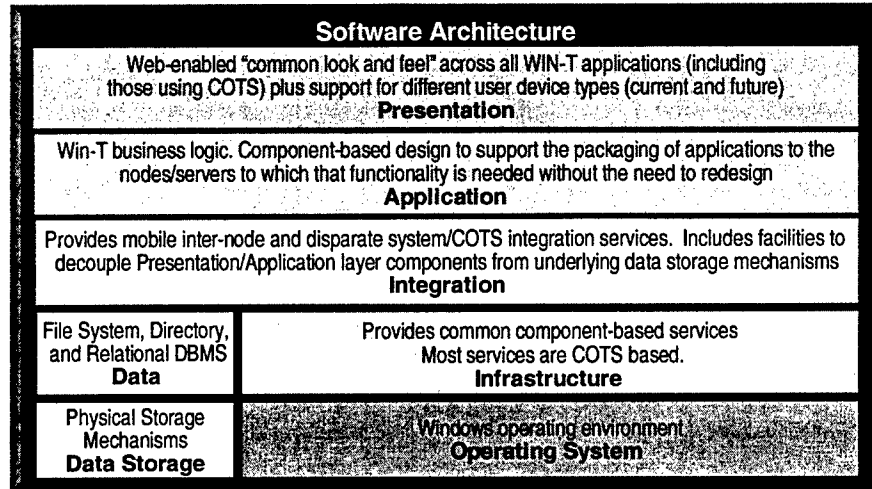 Software Architecture
Web-enabled "common look and feel" across all WIN-T applications (including
those using COTS) plus support for different user device types (current and future)
Presentation
Win-T business logic. Component-based design to support the packaging of applications to the
nodes/servers to which that functionality is needed without the need to redesign
Application
Provides mobile inter-node and disparate system/COTS integration services. Includes facilities to
decouple Presentation/Application layer components from underlying data storage mechanisms
Integration
File System, Directory,
and Relational DBMS
Data
Provides common component-based services
Most services are COTS based.
Infrastructure
Physical Storage
Mechanisms
Data Storage
Windows operating environment
Operating System